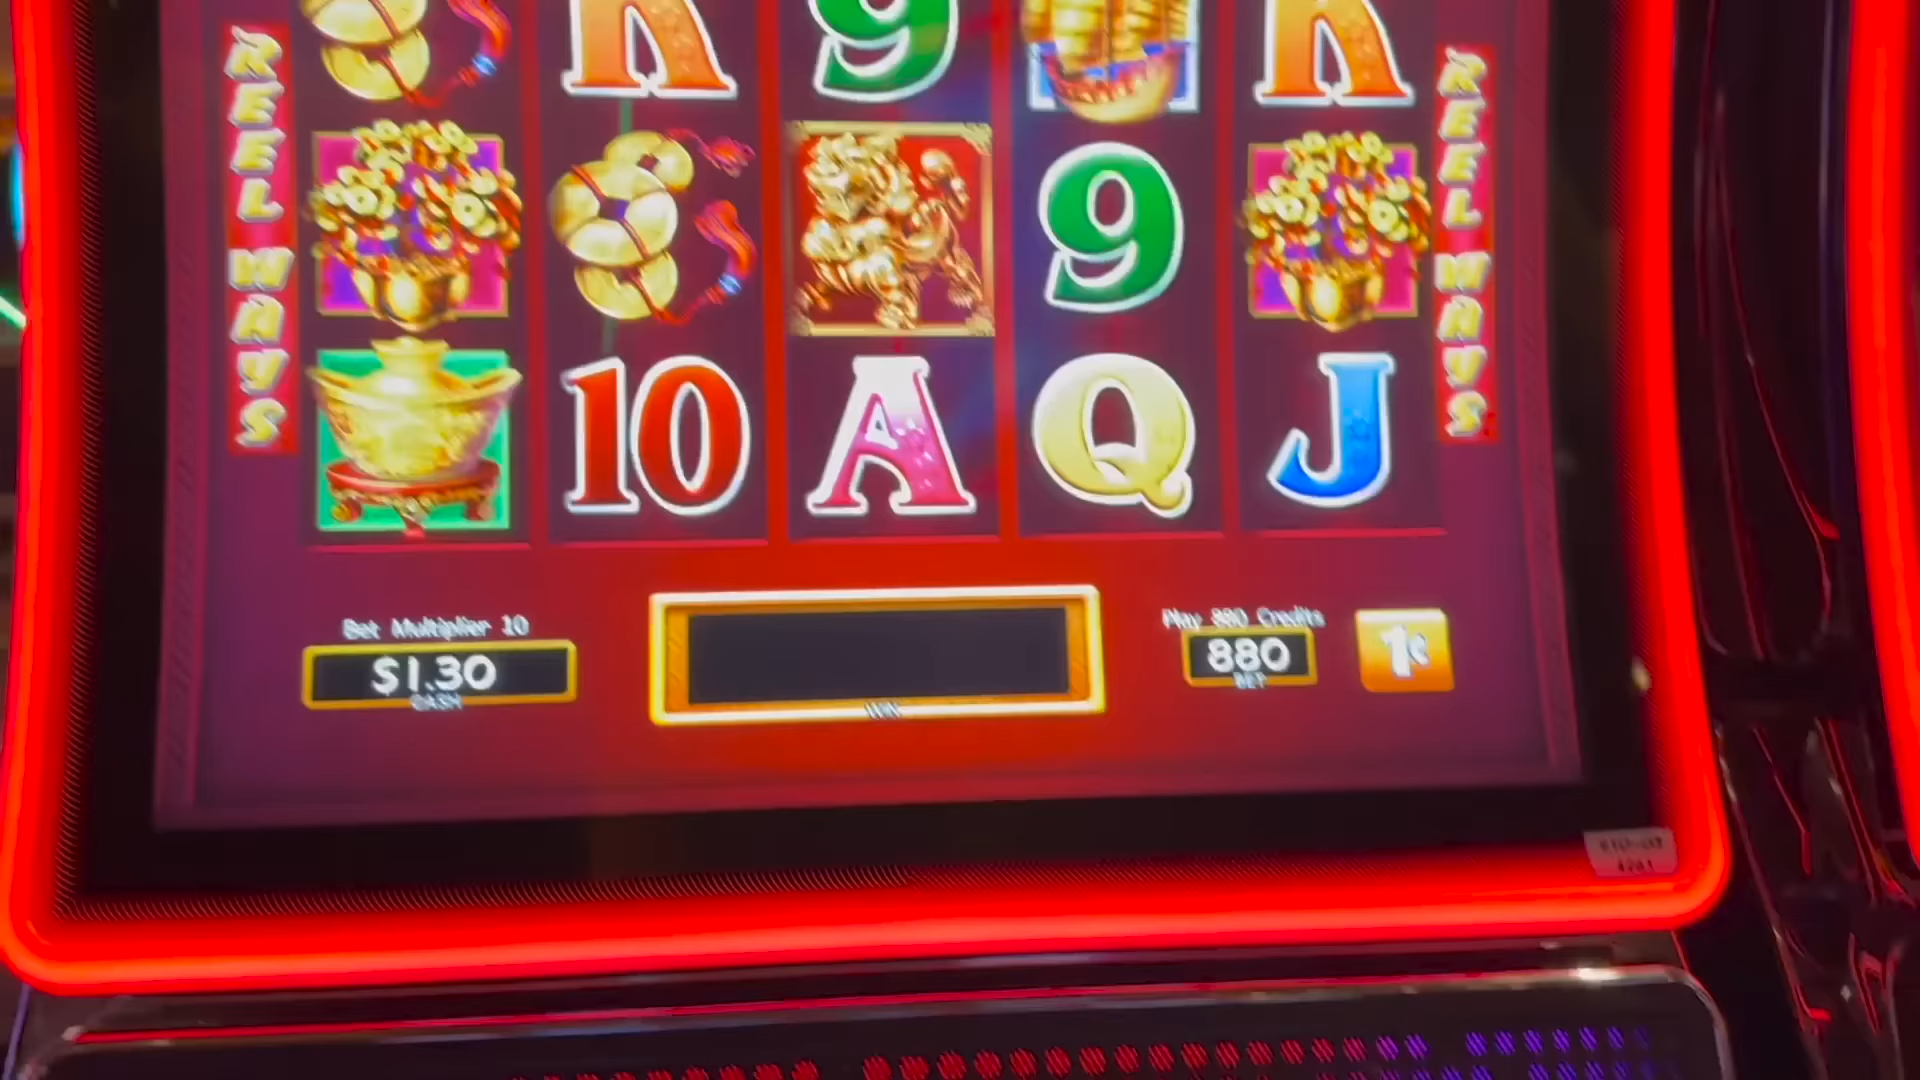 K
9
K
REEL WAYS
9
REEL WAYS
10
A
Q
J
Bet Multiplier 10
$1.30
CASH
WIN
Play 880 Credits
880
BET
1¢